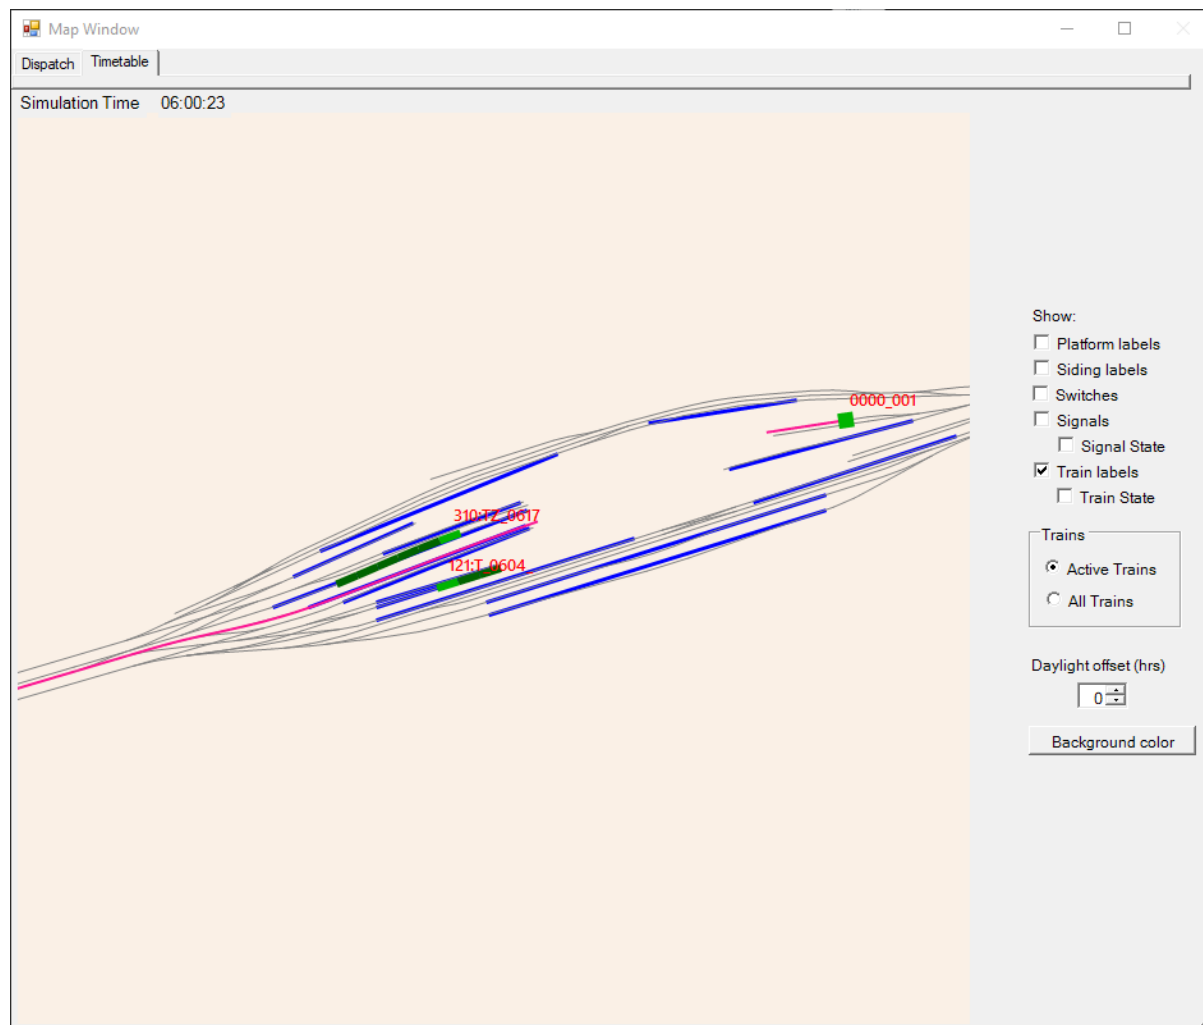 Map Window
Dispatch Timetable
Simulation Time 06:00:23
0000_001
310:TZ_0617
121:T_0604
Show:
Platform labels
Siding labels
Switches
Signals
Signal State
Train labels
Train State
Trains
Active Trains
All Trains
Daylight offset (hrs)
0
Background color